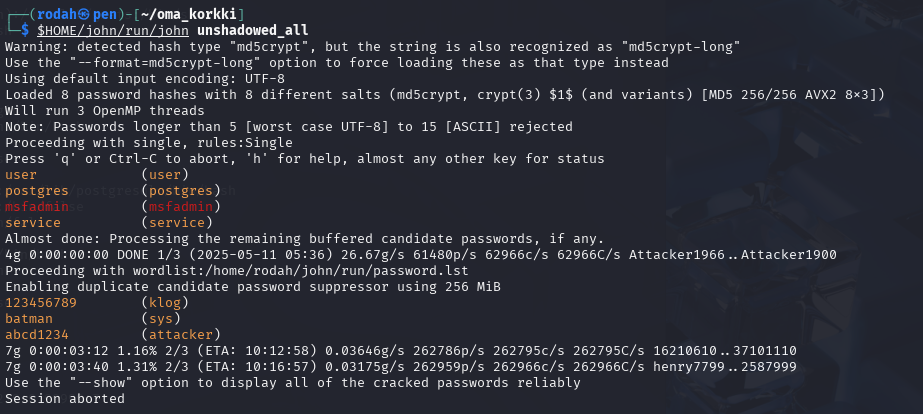 ┌──(rodah㉿pen)-[~/oma_korkki]
└─$ $HOME/john/run/john unshadowed_all
Warning: detected hash type "md5crypt", but the string is also recognized as "md5crypt-long"
Use the "--format=md5crypt-long" option to force loading these as that type instead
Using default input encoding: UTF-8
Loaded 8 password hashes with 8 different salts (md5crypt, crypt(3) $1$ (and variants) [MD5 256/256 AVX2 8×3])
Will run 3 OpenMP threads
Note: Passwords longer than 5 [worst case UTF-8] to 15 [ASCII] rejected
Proceeding with single, rules:Single
Press 'q' or Ctrl-C to abort, 'h' for help, almost any other key for status
user             (user)
postgres         (postgres)
msfadmin         (msfadmin)
service          (service)
Almost done: Processing the remaining buffered candidate passwords, if any.
4g 0:00:00:00 DONE 1/3 (2025-05-11 05:36) 26.67g/s 61480p/s 62966c/s 62966C/s Attacker1966..Attacker1900
Proceeding with wordlist:/home/rodah/john/run/password.lst
Enabling duplicate candidate password suppressor using 256 MiB
123456789        (klog)
batman           (sys)
abcd1234         (attacker)
7g 0:00:03:12 1.16% 2/3 (ETA: 10:12:58) 0.03646g/s 262786p/s 262795c/s 262795C/s 16210610..37101110
7g 0:00:03:40 1.31% 2/3 (ETA: 10:16:57) 0.03175g/s 262959p/s 262966c/s 262966C/s henry7799..2587999
Use the "--show" option to display all of the cracked passwords reliably
Session aborted